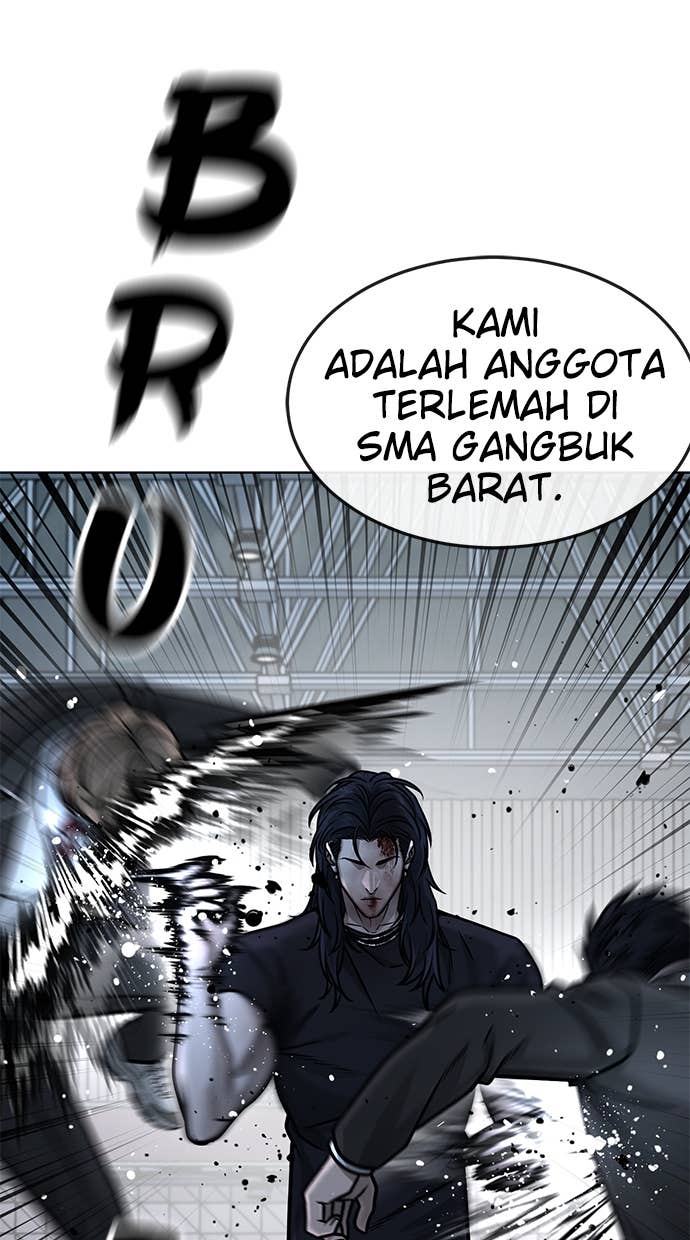 B
R
U
KAMI
ADALAH ANGGOTA
TERLEMAH DI
SMA GANGBUK
BARAT.